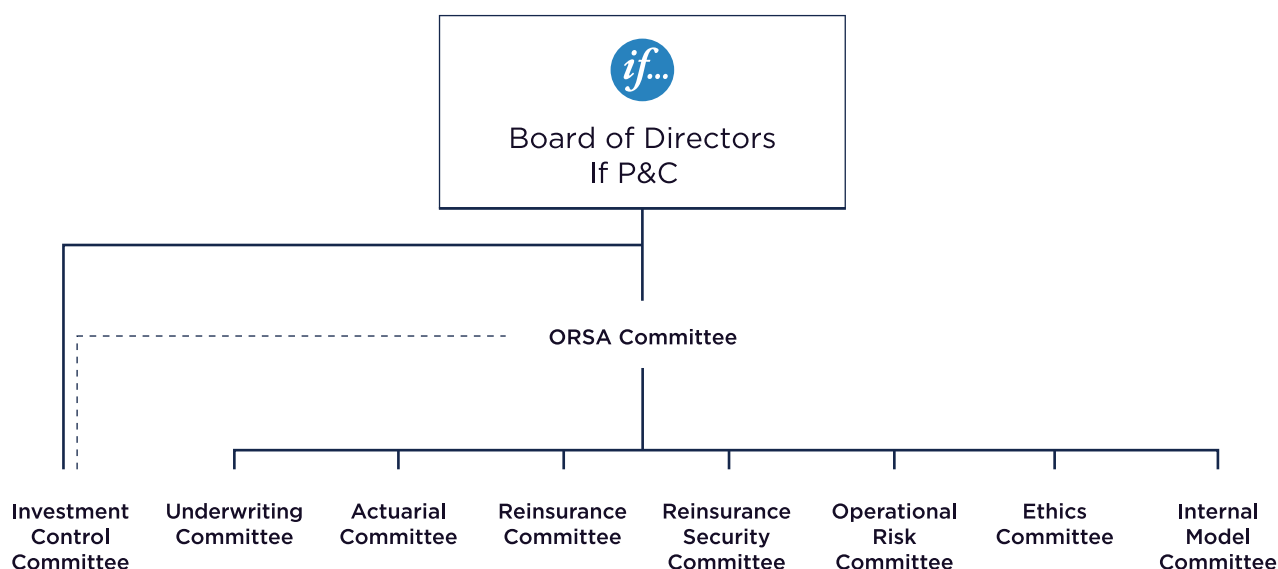 if...
Board of Directors
If P&C
ORSA Committee
Investment
Control
Committee
Underwriting
Committee
Actuarial
Committee
Reinsurance
Committee
Reinsurance
Security
Committee
Operational
Risk
Committee
Ethics
Committee
Internal
Model
Committee